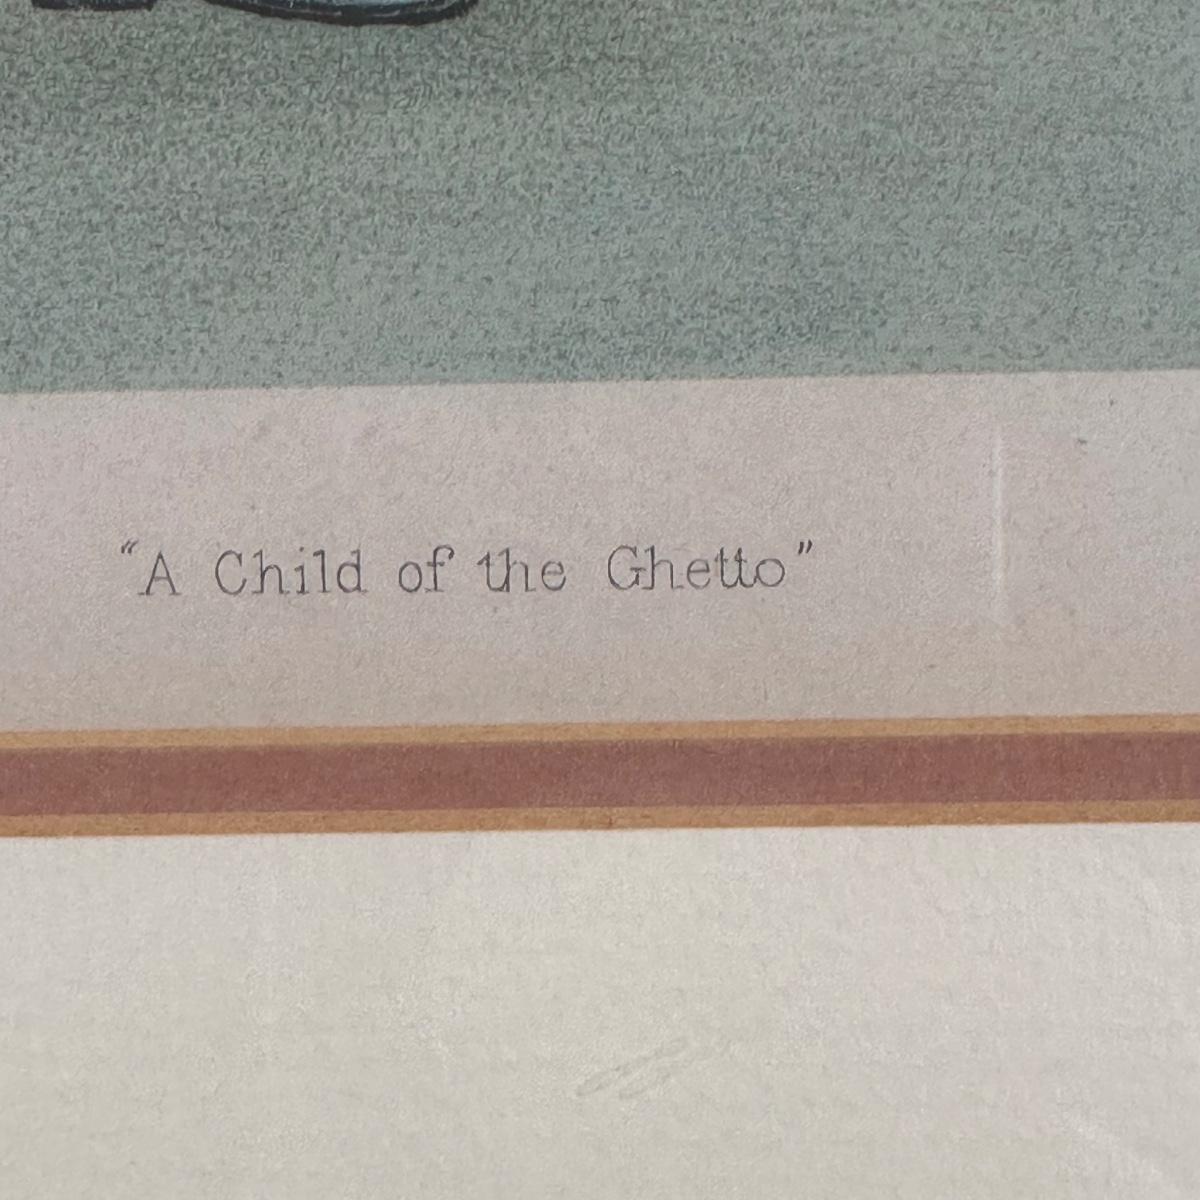 “A Child of the Ghetto”